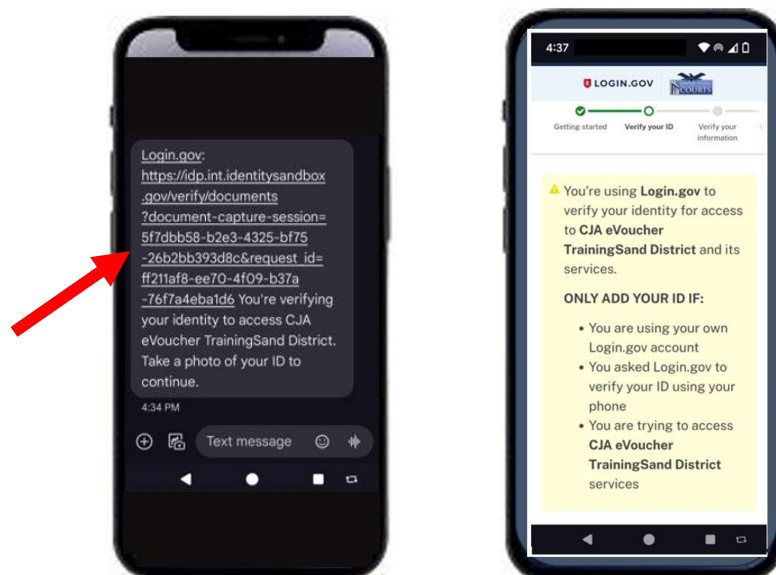 Login.gov:
https://idp.int.identitysandbox
.gov/verify/documents
?document-capture-session=
5f7dbb58-b2e3-4325-bf75
-26b2bb393d8c&request_id=
ff211af8-ee70-4f09-b37a
-76f7a4eba1d6 You're verifying
your identity to access CJA
eVoucher TrainingSand District.
Take a photo of your ID to
continue.
4:34 PM
Text message
4:37
LOGIN.GOV
COURTS
Getting started
Verify your ID
Verify your
information
You're using Login.gov to
verify your identity for access
to CJA eVoucher
TrainingSand District and its
services.
ONLY ADD YOUR ID IF:
• You are using your own
Login.gov account
• You asked Login.gov to
verify your ID using your
phone
• You are trying to access
CJA eVoucher
TrainingSand District
services